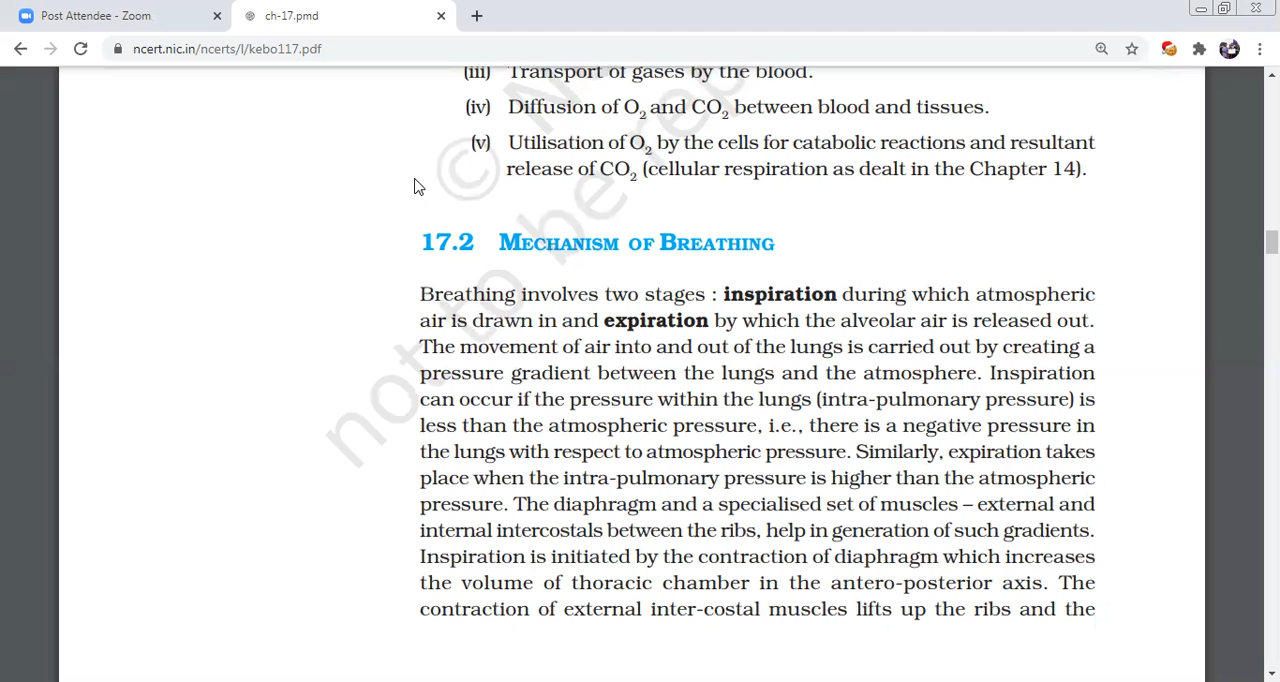 Post Attendee - Zoom
ch-17.pmd
ncert.nic.in/ncerts/l/kebo117.pdf
(iii) Transport of gases by the blood.
(iv) Diffusion of O2 and CO2 between blood and tissues.
(v) Utilisation of O2 by the cells for catabolic reactions and resultant
release of CO2 (cellular respiration as dealt in the Chapter 14).
17.2 MECHANISM OF BREATHING
Breathing involves two stages : inspiration during which atmospheric
air is drawn in and expiration by which the alveolar air is released out.
The movement of air into and out of the lungs is carried out by creating a
pressure gradient between the lungs and the atmosphere. Inspiration
can occur if the pressure within the lungs (intra-pulmonary pressure) is
less than the atmospheric pressure, i.e., there is a negative pressure in
the lungs with respect to atmospheric pressure. Similarly, expiration takes
place when the intra-pulmonary pressure is higher than the atmospheric
pressure. The diaphragm and a specialised set of muscles – external and
internal intercostals between the ribs, help in generation of such gradients.
Inspiration is initiated by the contraction of diaphragm which increases
the volume of thoracic chamber in the antero-posterior axis. The
contraction of external inter-costal muscles lifts up the ribs and the
© N
not to be rep